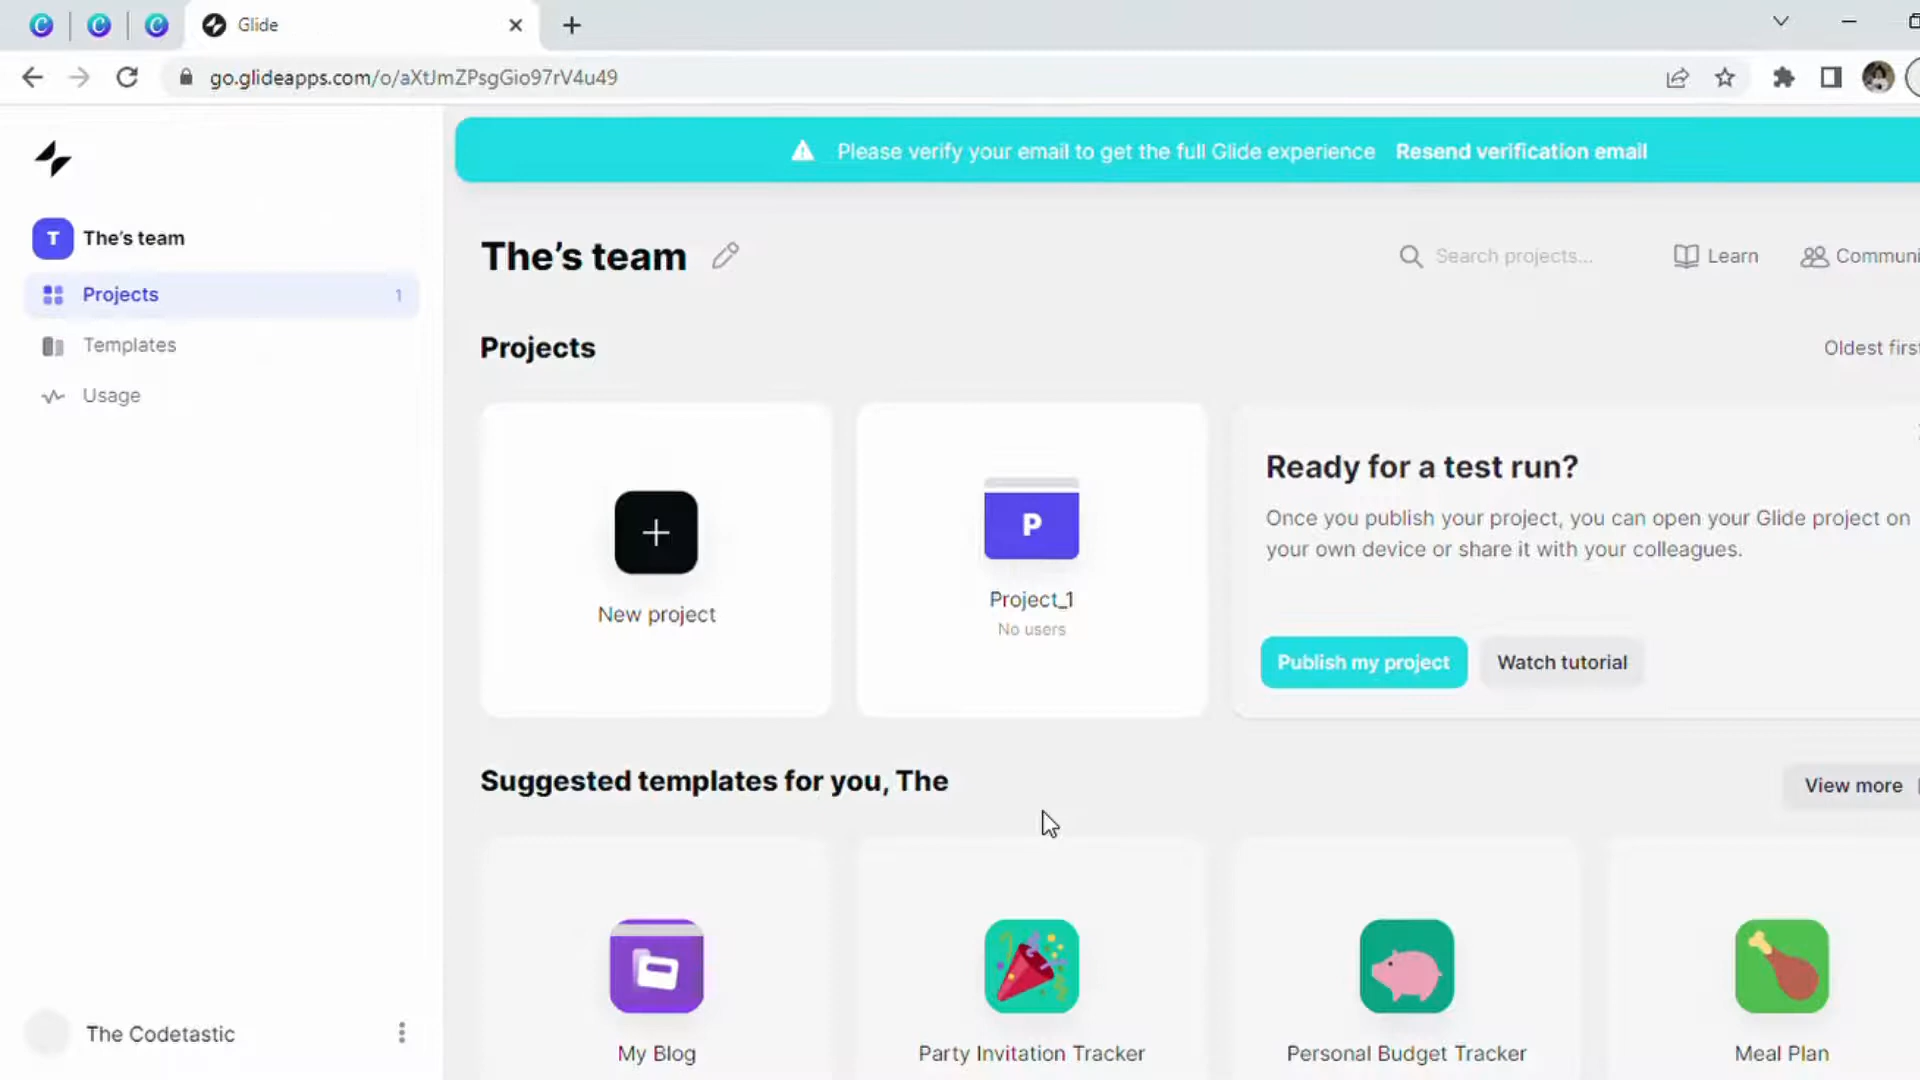 Glide
go.glideapps.com/o/aXtJmZPsgGio97rV4u49
Please verify your email to get the full Glide experience Resend verification email
T The's team
Projects 1
Templates
Usage
The's team
Search projects...
Learn
Communi
Projects
Oldest first
New project
P
Project_1
No users
Ready for a test run?
Once you publish your project, you can open your Glide project on
your own device or share it with your colleagues.
Publish my project
Watch tutorial
Suggested templates for you, The
View more
My Blog
Party Invitation Tracker
Personal Budget Tracker
Meal Plan
The Codetastic